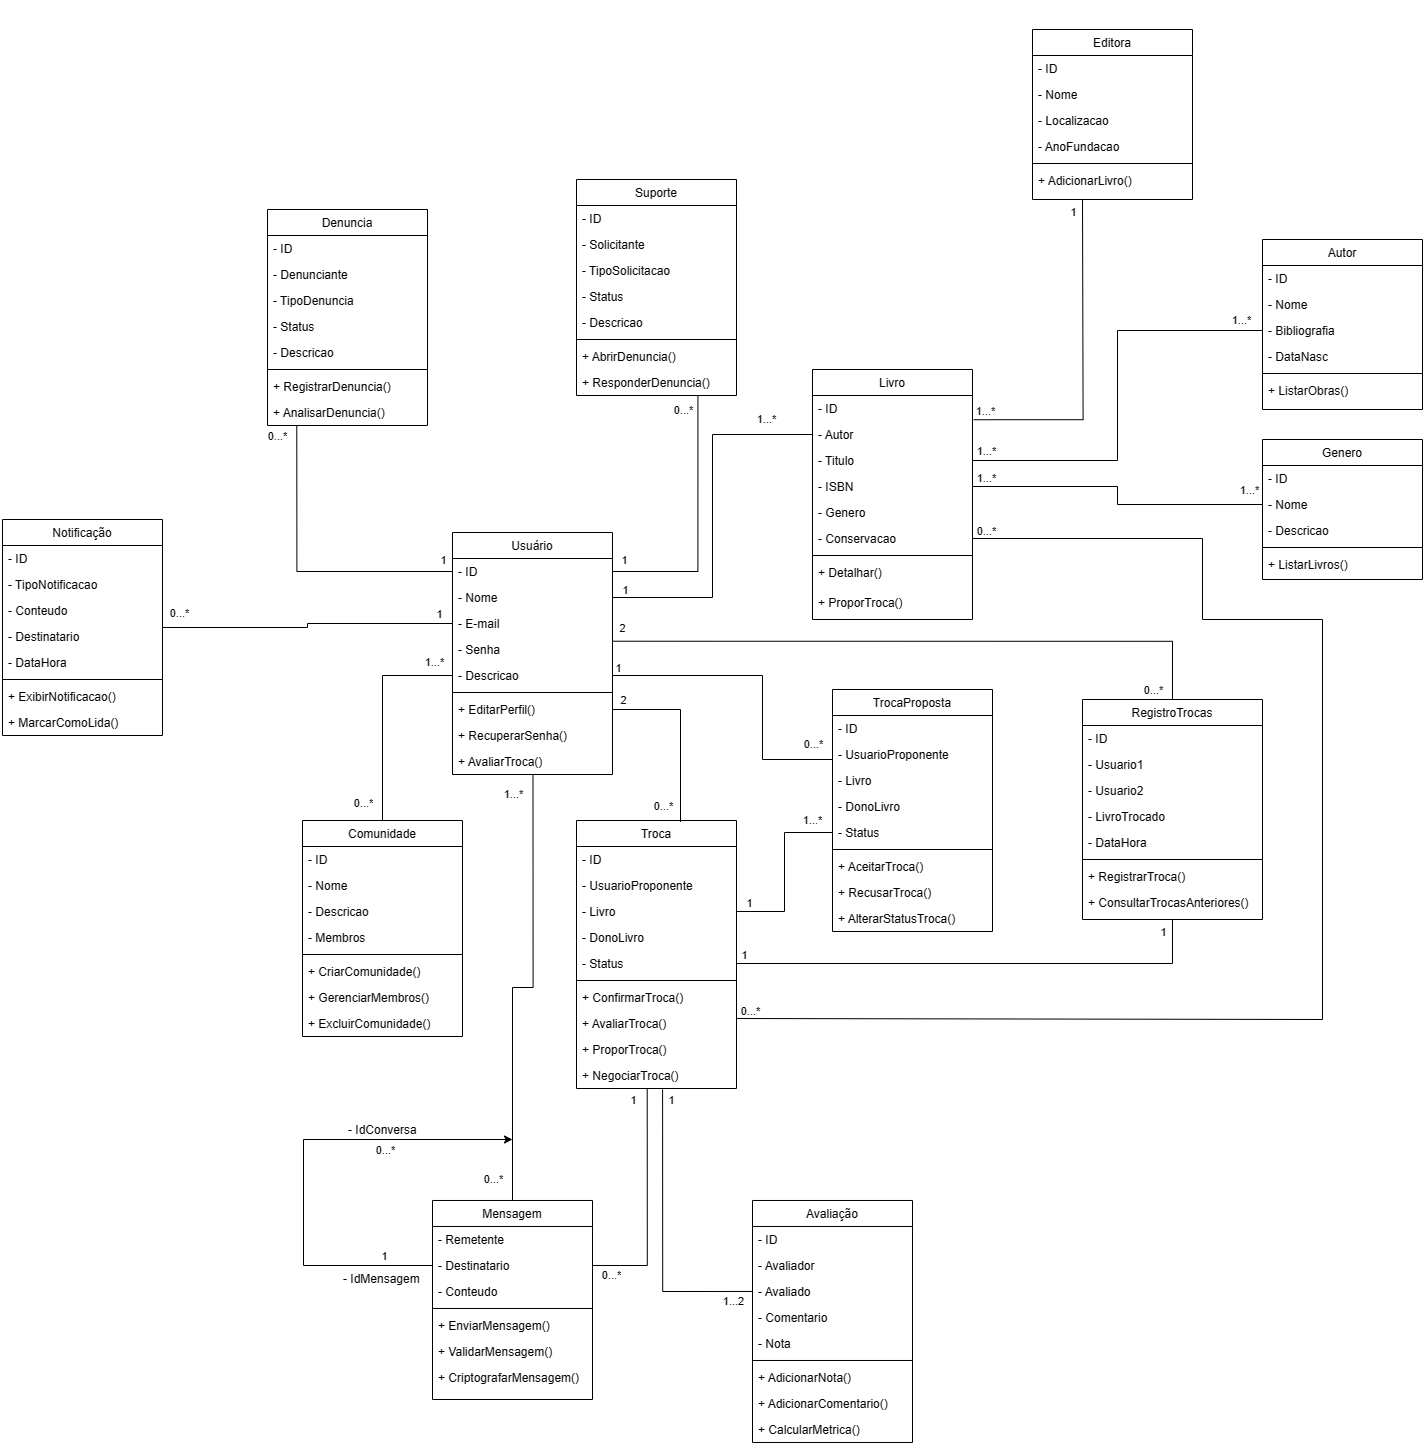 Editora
- ID
- Nome
- Localizacao
- AnoFundacao
+ AdicionarLivro()
1
Suporte
- ID
- Solicitante
- TipoSolicitacao
- Status
- Descricao
+ AbrirDenuncia()
+ ResponderDenuncia()
0...*
Denuncia
- ID
- Denunciante
- TipoDenuncia
- Status
- Descricao
+ RegistrarDenuncia()
+ AnalisarDenuncia()
0...*
Autor
- ID
- Nome
- Bibliografia
- DataNasc
+ ListarObras()
1...*
Livro
- ID
- Autor
- Titulo
- ISBN
- Genero
- Conservacao
+ Detalhar()
+ ProporTroca()
1...*
1...*
1...*
1...*
0...*
Genero
- ID
- Nome
- Descricao
+ ListarLivros()
1...*
Notificação
- ID
- TipoNotificacao
- Conteudo
- Destinatario
- DataHora
+ ExibirNotificacao()
+ MarcarComoLida()
0...*
Usuário
- ID
- Nome
- E-mail
- Senha
- Descricao
+ EditarPerfil()
+ RecuperarSenha()
+ AvaliarTroca()
1
1
1...*
1
1
2
1
2
1...*
TrocaProposta
- ID
- UsuarioProponente
- Livro
- DonoLivro
- Status
+ AceitarTroca()
+ RecusarTroca()
+ AlterarStatusTroca()
0...*
1...*
RegistroTrocas
- ID
- Usuario1
- Usuario2
- LivroTrocado
- DataHora
+ RegistrarTroca()
+ ConsultarTrocasAnteriores()
0...*
1
Comunidade
- ID
- Nome
- Descricao
- Membros
+ CriarComunidade()
+ GerenciarMembros()
+ ExcluirComunidade()
0...*
Troca
- ID
- UsuarioProponente
- Livro
- DonoLivro
- Status
+ ConfirmarTroca()
+ AvaliarTroca()
+ ProporTroca()
+ NegociarTroca()
0...*
1
1
0...*
1
1
- IdConversa
0...*
0...*
1
- IdMensagem
Mensagem
- Remetente
- Destinatario
- Conteudo
+ EnviarMensagem()
+ ValidarMensagem()
+ CriptografarMensagem()
0...*
Avaliação
- ID
- Avaliador
- Avaliado
- Comentario
- Nota
+ AdicionarNota()
+ AdicionarComentario()
+ CalcularMetrica()
1...2